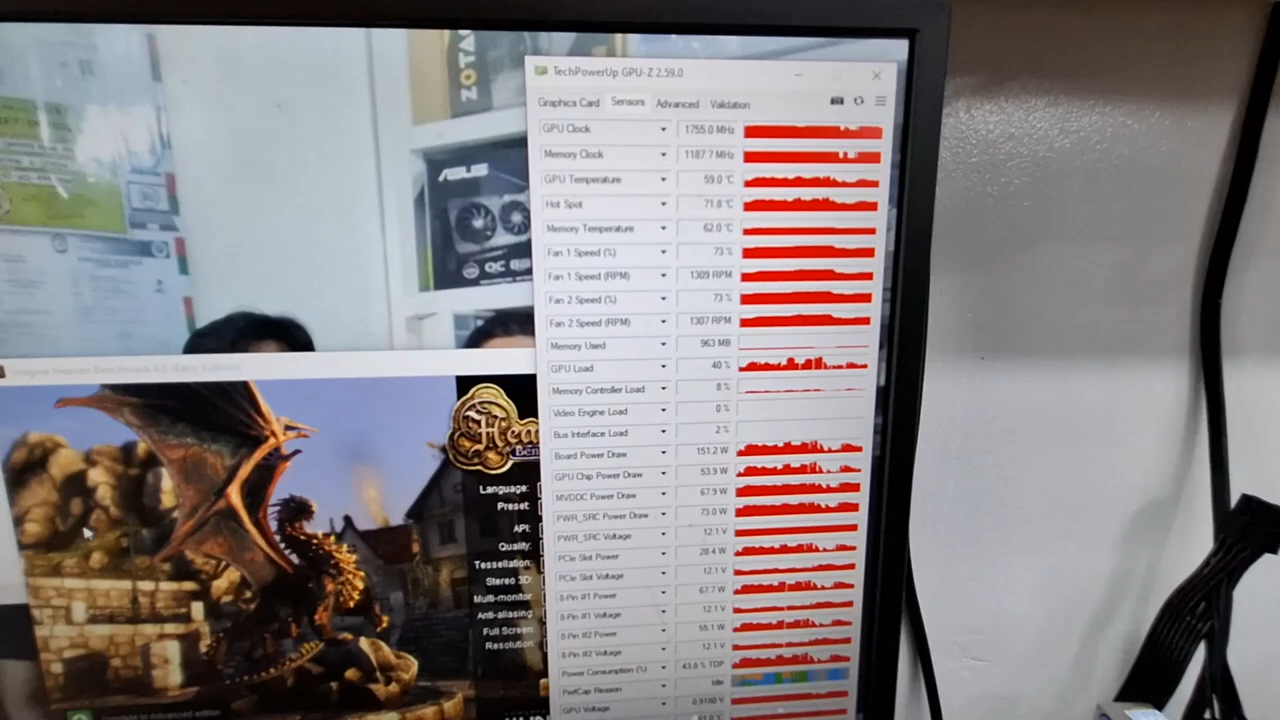 ZOTAC
TechPowerUp GPU-Z 2.59.0
Graphics Card Sensors Advanced Validation
GPU Clock 1755.0 MHz
Memory Clock 1187.7 MHz
GPU Temperature 59.0 °C
Hot Spot 71.8 °C
Memory Temperature 62.0 °C
Fan 1 Speed (%) 73 %
Fan 1 Speed (RPM) 1309 RPM
Fan 2 Speed (%) 73 %
Fan 2 Speed (RPM) 1307 RPM
Memory Used 963 MB
GPU Load 40 %
Memory Controller Load 8 %
Video Engine Load 0 %
Bus Interface Load 2 %
Board Power Draw 151.2 W
GPU Chip Power Draw 53.9 W
MVDDC Power Draw 67.9 W
PWR_SRC Power Draw 73.0 W
PWR_SRC Voltage 12.1 V
PCIe Slot Power 28.4 W
PCIe Slot Voltage 12.1 V
8-Pin #1 Power 67.7 W
8-Pin #1 Voltage 12.1 V
8-Pin #2 Power 55.1 W
8-Pin #2 Voltage 12.1 V
Power Consumption (%) 43.8 % TDP
PerfCap Reason Idle
GPU Voltage 0.9180 V
ASUS
OC
Hea
Ben
Language:
Preset:
API:
Quality:
Tessellation:
Stereo 3D:
Multi-monitor:
Anti-aliasing:
Full Screen:
Resolution: